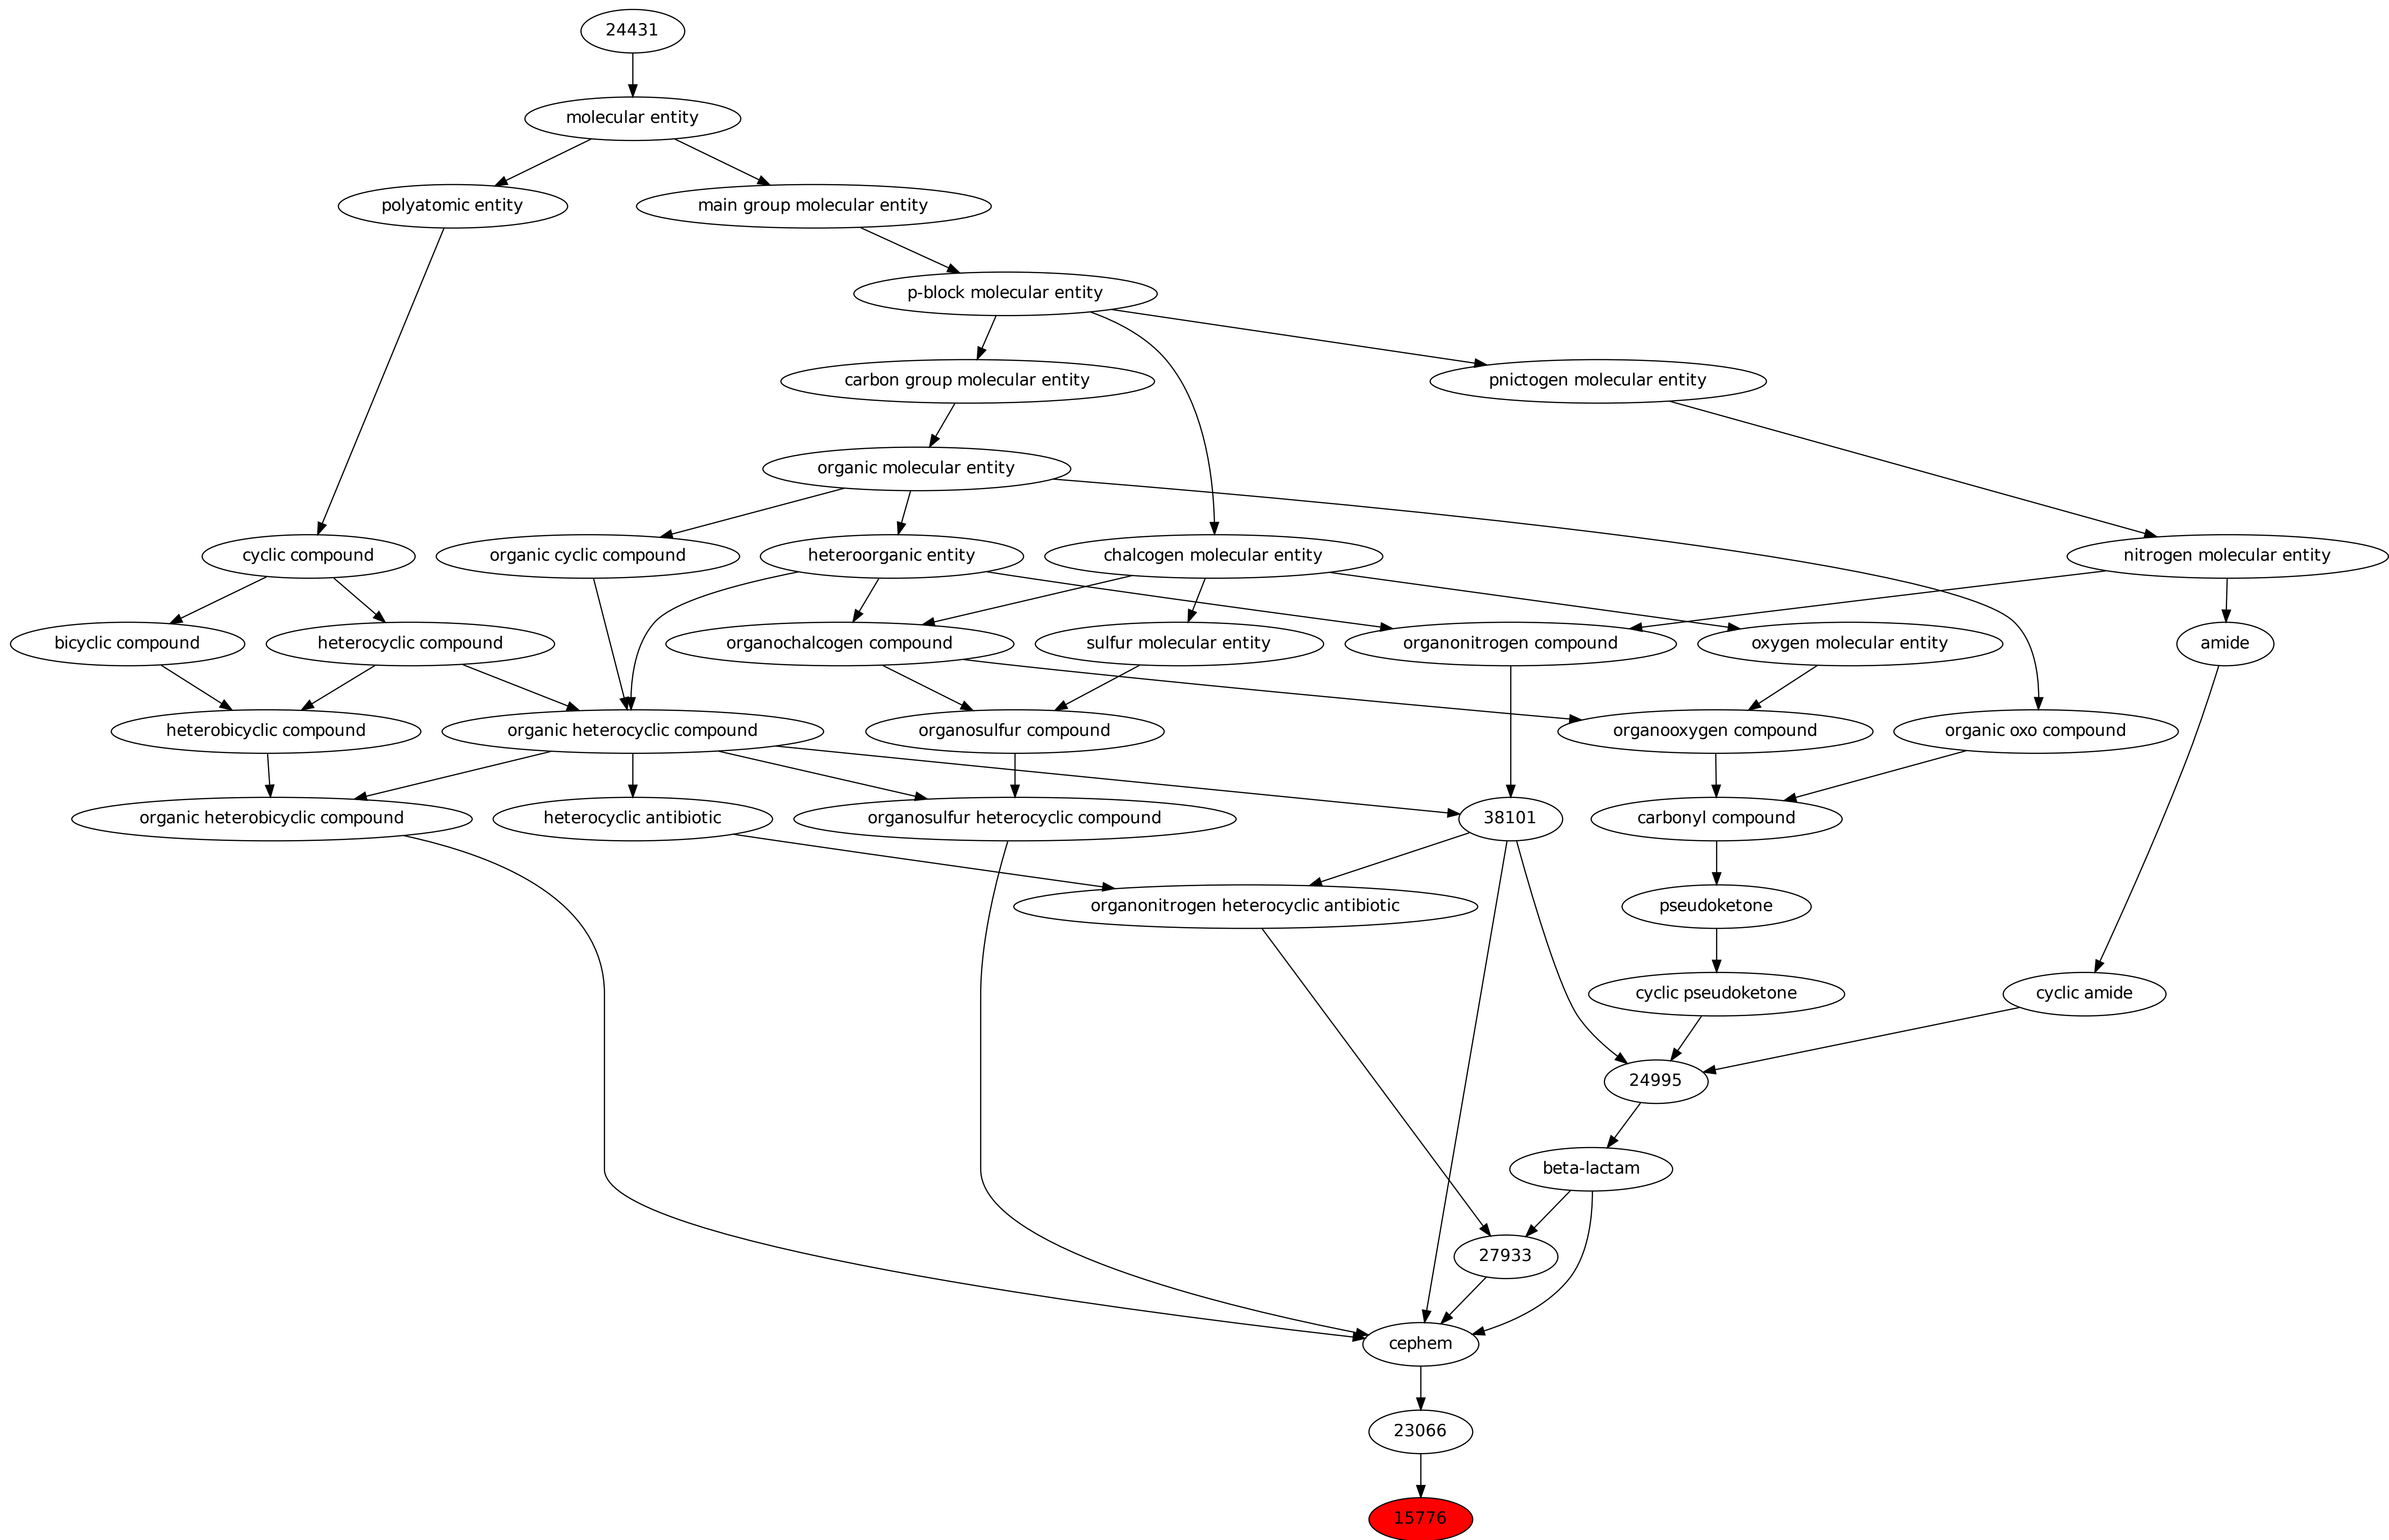 24431
molecular entity
polyatomic entity
main group molecular entity
p-block molecular entity
carbon group molecular entity
pnictogen molecular entity
organic molecular entity
cyclic compound
organic cyclic compound
heteroorganic entity
chalcogen molecular entity
nitrogen molecular entity
bicyclic compound
heterocyclic compound
organochalcogen compound
sulfur molecular entity
organonitrogen compound
oxygen molecular entity
amide
heterobicyclic compound
organic heterocyclic compound
organosulfur compound
organooxygen compound
organic oxo compound
organic heterobicyclic compound
heterocyclic antibiotic
organosulfur heterocyclic compound
38101
carbonyl compound
organonitrogen heterocyclic antibiotic
pseudoketone
cyclic pseudoketone
cyclic amide
24995
beta-lactam
27933
cephem
23066
15776